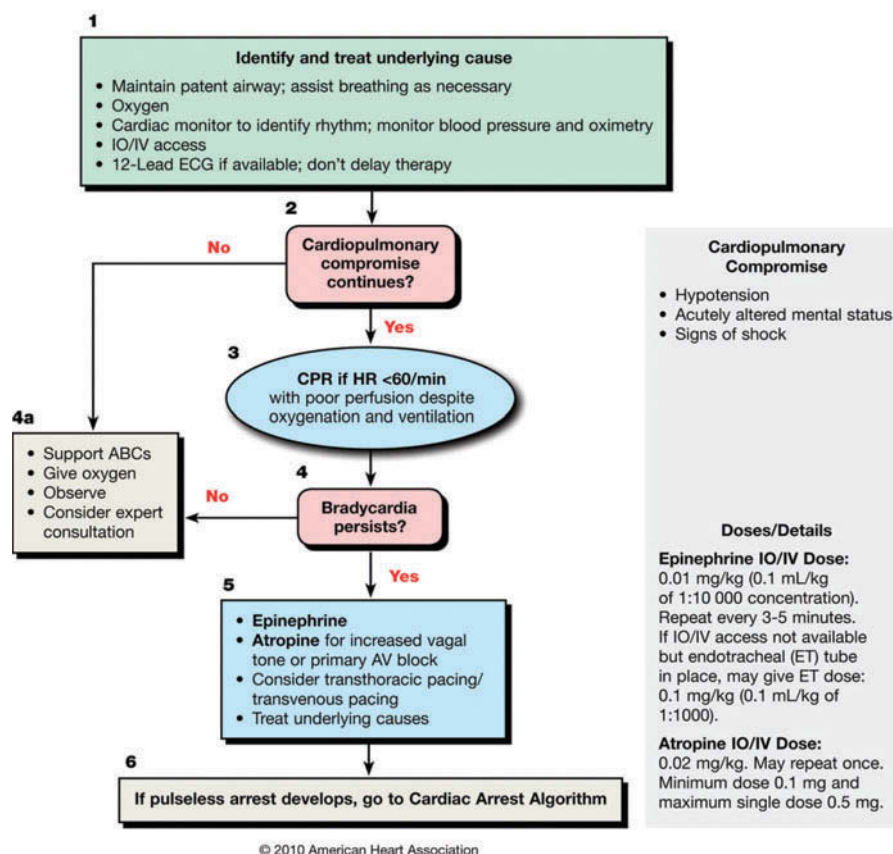 1
Identify and treat underlying cause
• Maintain patent airway; assist breathing as necessary
• Oxygen
• Cardiac monitor to identify rhythm; monitor blood pressure and oximetry
• IO/IV access
• 12-Lead ECG if available; don't delay therapy
2
Cardiopulmonary
compromise
continues?
No
Yes
3
CPR if HR <60/min
with poor perfusion despite
oxygenation and ventilation
4a
• Support ABCs
• Give oxygen
• Observe
• Consider expert
consultation
4
No
Bradycardia
persists?
Yes
5
• Epinephrine
• Atropine for increased vagal
tone or primary AV block
• Consider transthoracic pacing/
transvenous pacing
• Treat underlying causes
6
If pulseless arrest develops, go to Cardiac Arrest Algorithm
Cardiopulmonary
Compromise
• Hypotension
• Acutely altered mental status
• Signs of shock
Doses/Details
Epinephrine IO/IV Dose:
0.01 mg/kg (0.1 mL/kg
of 1:10 000 concentration).
Repeat every 3-5 minutes.
If IO/IV access not available
but endotracheal (ET) tube
in place, may give ET dose:
0.1 mg/kg (0.1 mL/kg of
1:1000).
Atropine IO/IV Dose:
0.02 mg/kg. May repeat once.
Minimum dose 0.1 mg and
maximum single dose 0.5 mg.
© 2010 American Heart Association